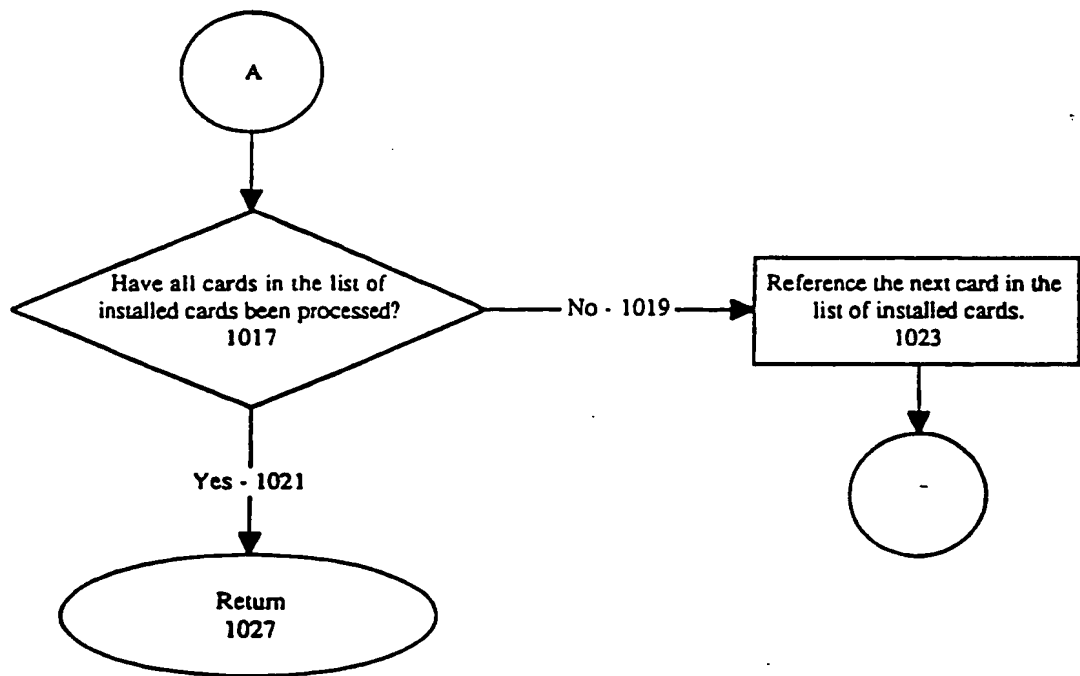 A
Have all cards in the list of
installed cards been processed?
1017
No - 1019
Reference the next card in the
list of installed cards.
1023
-
Yes - 1021
Return
1027